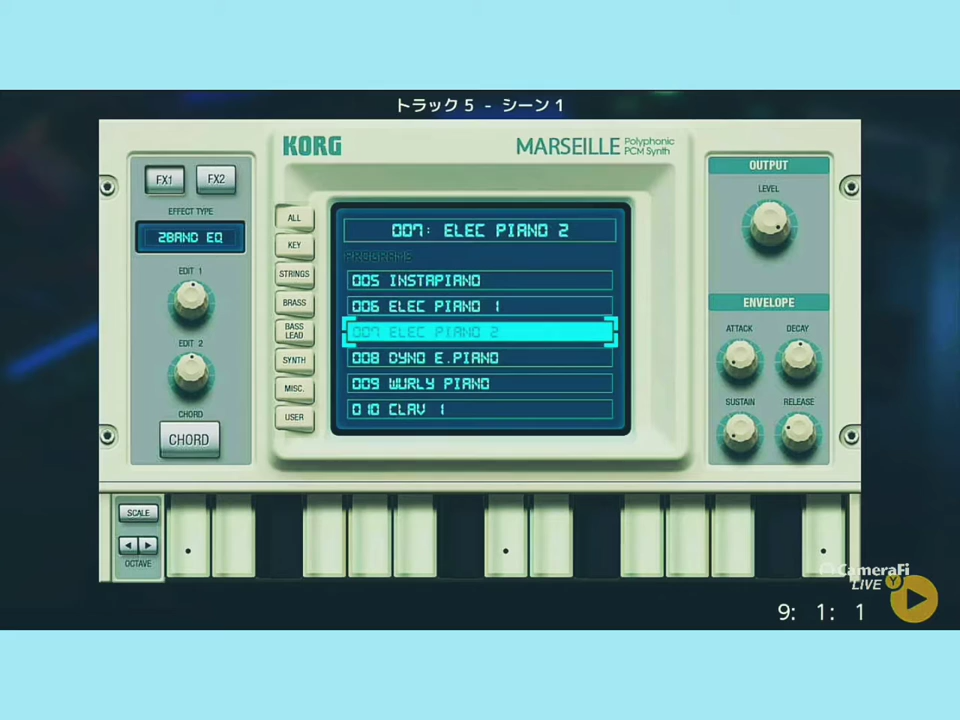 トラック 5 - シーン 1
KORG
MARSEILLE Polyphonic PCM Synth
FX1
FX2
EFFECT TYPE
2BAND EQ
EDIT 1
EDIT 2
CHORD
CHORD
ALL
KEY
STRINGS
BRASS
BASS LEAD
SYNTH
MISC.
USER
007: ELEC PIANO 2
PROGRAMS
005 INSTAPIANO
006 ELEC PIANO 1
007 ELEC PIANO 2
008 DYNO E.PIANO
009 WURLY PIANO
010 CLAV 1
OUTPUT
LEVEL
ENVELOPE
ATTACK
DECAY
SUSTAIN
RELEASE
SCALE
OCTAVE
CameraFi
LIVE
Y
9: 1: 1